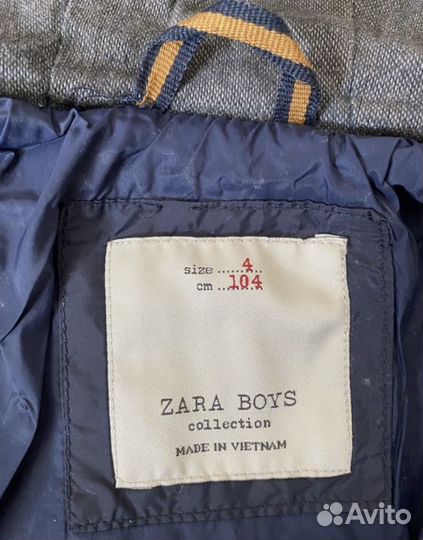 size ......4..
cm ..104..
ZARA BOYS
collection
MADE IN VIETNAM
Avito